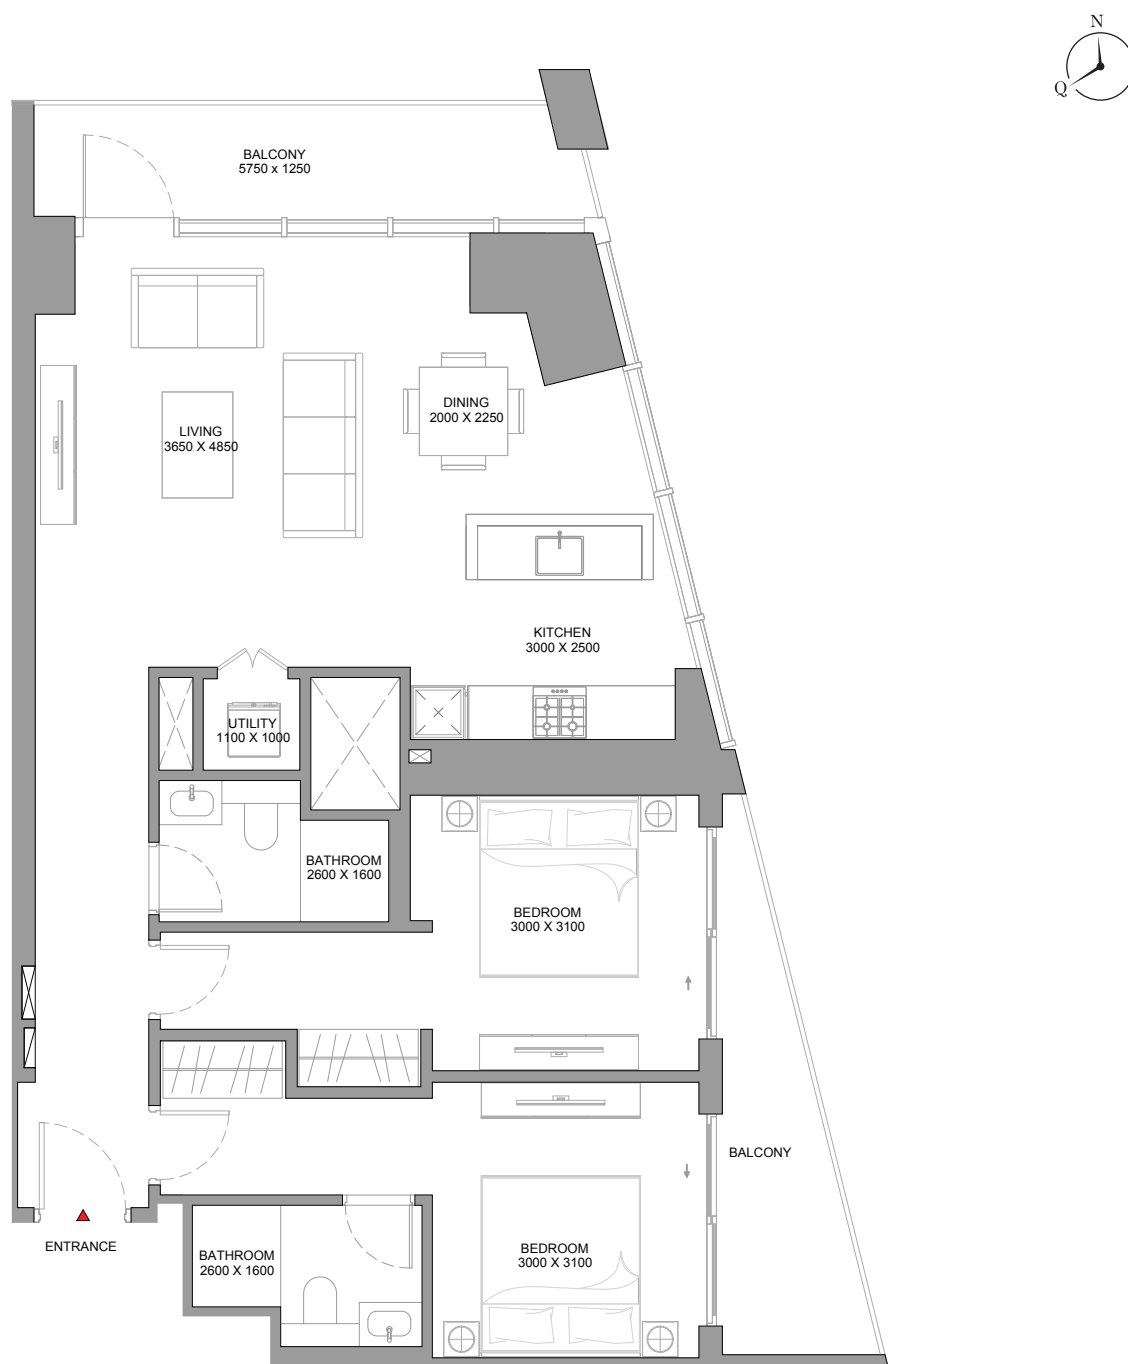 N
Q
BALCONY
5750 x 1250
DINING
2000 X 2250
LIVING
3650 X 4850
KITCHEN
3000 X 2500
UTILITY
1100 X 1000
BATHROOM
2600 X 1600
BEDROOM
3000 X 3100
BALCONY
ENTRANCE
BATHROOM
2600 X 1600
BEDROOM
3000 X 3100